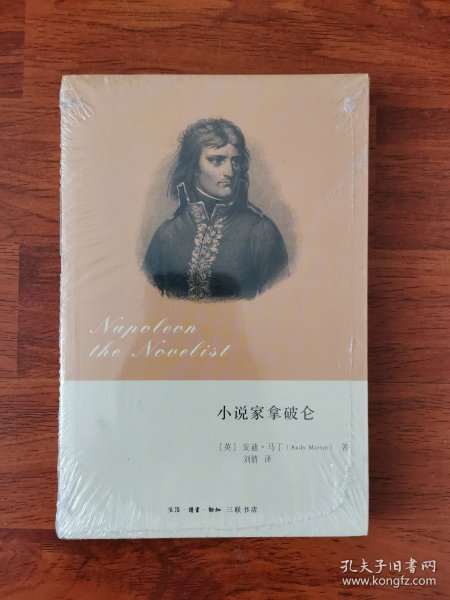 Napoleon
the Novelist
小说家拿破仑
［英］安迪·马丁（Andy Martin） 著
刘倩 译
生活·讀書·新知 三联书店
孔夫子旧书网
www.kongfz.com